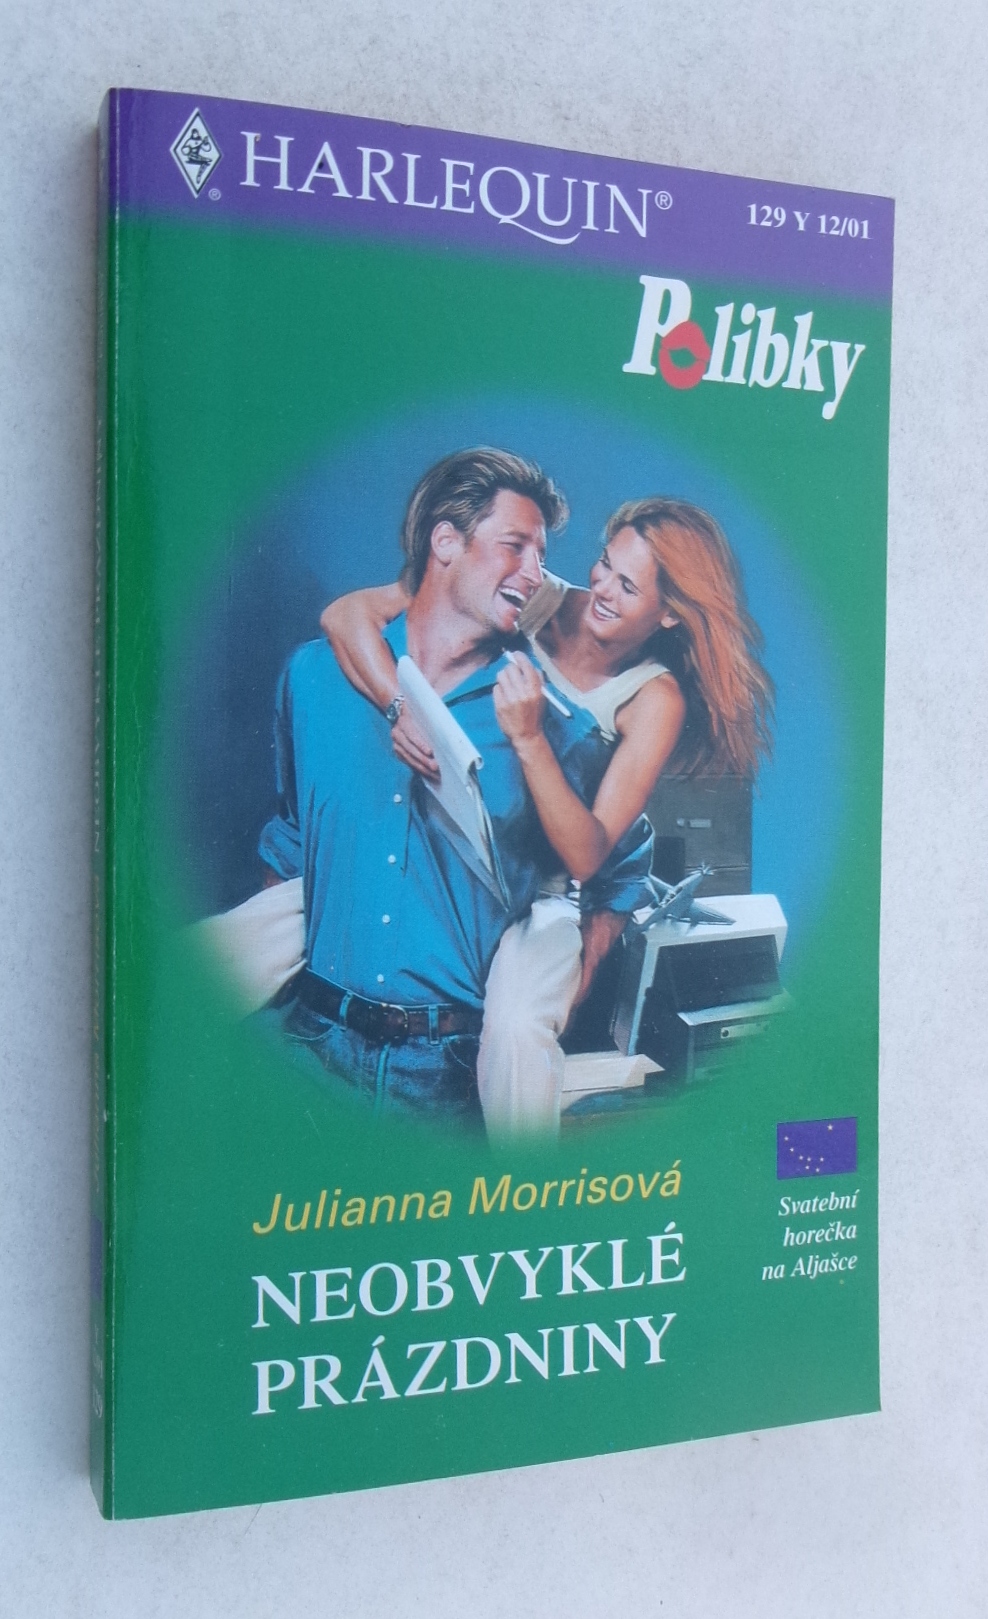 HARLEQUIN®
129 Y 12/01
Polibky
Julianna Morrisová
NEOBVYKLÉ
PRÁZDNINY
Svatební
horečka
na Aljašce